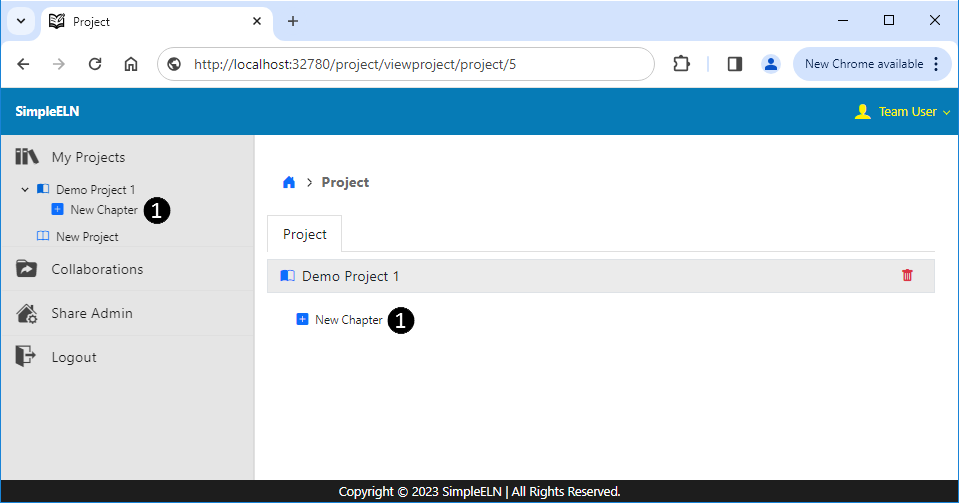 Project
http://localhost:32780/project/viewproject/project/5
New Chrome available
SimpleELN
Team User
My Projects
Demo Project 1
New Chapter 1
New Project
Collaborations
Share Admin
Logout
Project
Project
Demo Project 1
New Chapter 1
Copyright © 2023 SimpleELN | All Rights Reserved.